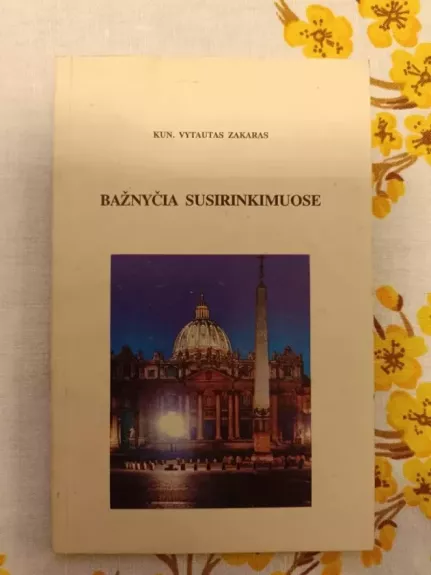 KUN. VYTAUTAS ZAKARAS
BAŽNYČIA SUSIRINKIMUOSE